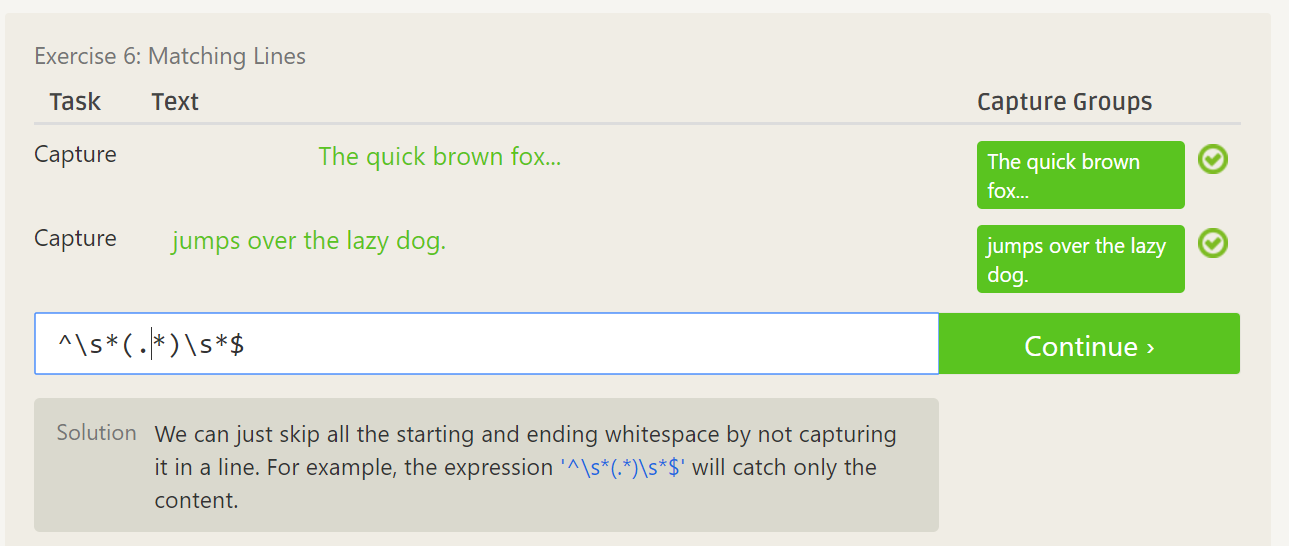 Exercise 6: Matching Lines
Task Text Capture Groups
Capture The quick brown fox... The quick brown
fox...
Capture jumps over the lazy dog. jumps over the lazy
dog.
^\s*(.*)\s*$ Continue ›
Solution We can just skip all the starting and ending whitespace by not capturing
it in a line. For example, the expression '^\s*(.*)\s*$' will catch only the
content.